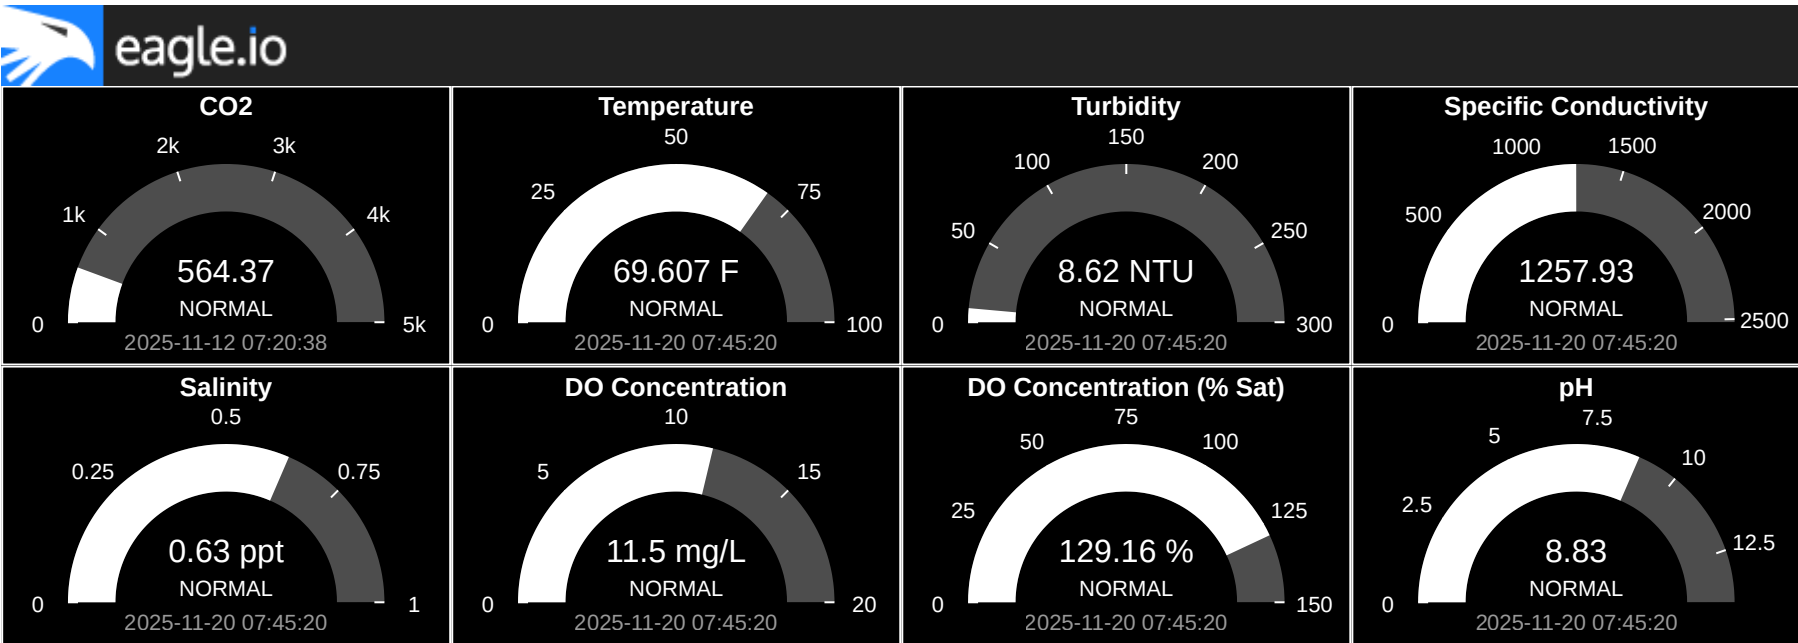 eagle.io
CO2
2k
3k
1k
4k
564.37
NORMAL
0
5k
2025-11-12 07:20:38
Temperature
50
25
75
69.607 F
NORMAL
0
100
2025-11-20 07:45:20
Turbidity
150
100
200
50
250
8.62 NTU
NORMAL
0
300
2025-11-20 07:45:20
Specific Conductivity
1000
1500
500
2000
1257.93
NORMAL
0
2500
2025-11-20 07:45:20
Salinity
0.5
0.25
0.75
0.63 ppt
NORMAL
0
1
2025-11-20 07:45:20
DO Concentration
10
5
15
11.5 mg/L
NORMAL
0
20
2025-11-20 07:45:20
DO Concentration (% Sat)
75
50
100
25
125
129.16 %
NORMAL
0
150
2025-11-20 07:45:20
pH
7.5
5
10
2.5
12.5
8.83
NORMAL
0
2025-11-20 07:45:20